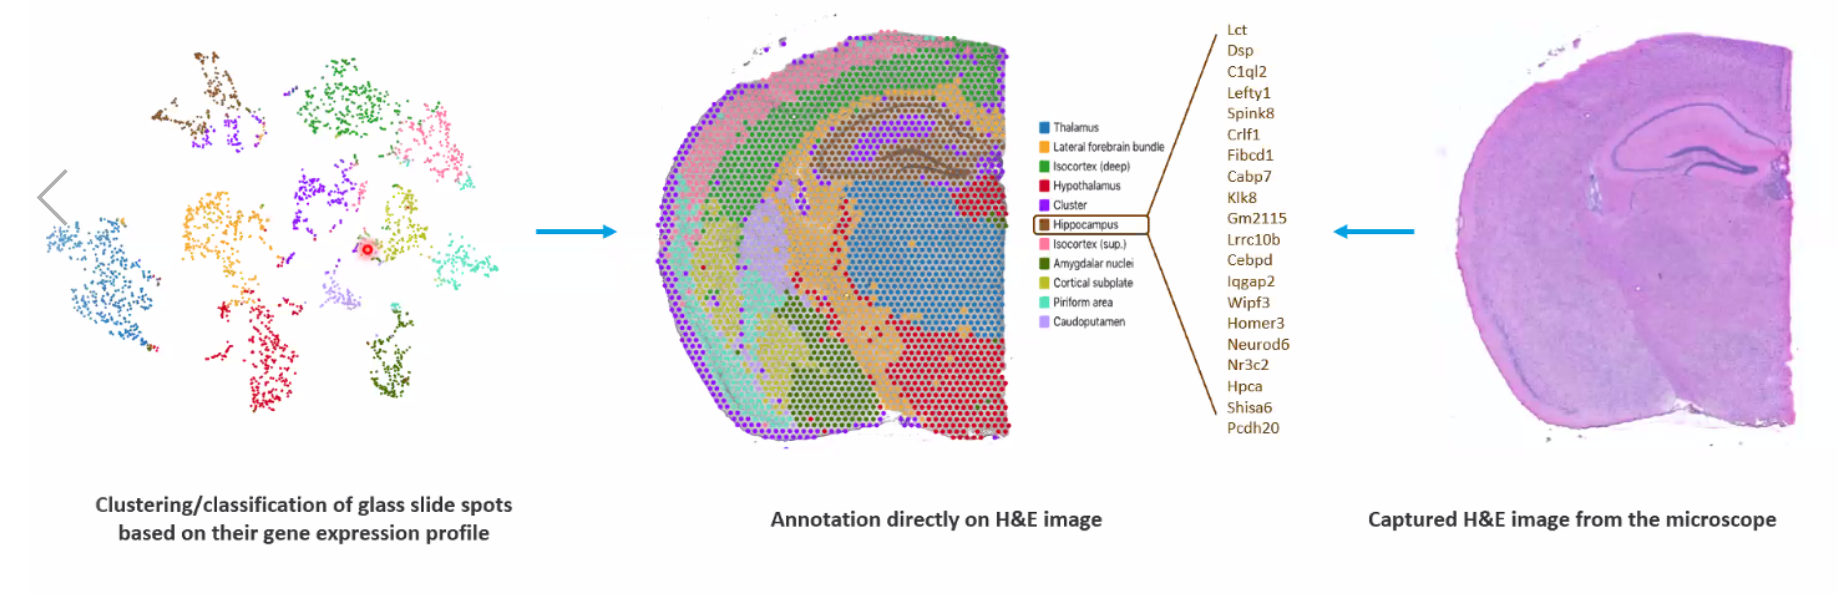 Thalamus
Lateral forebrain bundle
Isocortex (deep)
Hypothalamus
Cluster
Hippocampus
Isocortex (sup.)
Amygdalar nuclei
Cortical subplate
Piriform area
Caudoputamen
Lct
Dsp
C1ql2
Lefty1
Spink8
Crlf1
Fibcd1
Cabp7
Klk8
Gm2115
Lrrc10b
Cebpd
Iqgap2
Wipf3
Homer3
Neurod6
Nr3c2
Hpca
Shisa6
Pcdh20
Clustering/classification of glass slide spots
based on their gene expression profile
Annotation directly on H&E image
Captured H&E image from the microscope